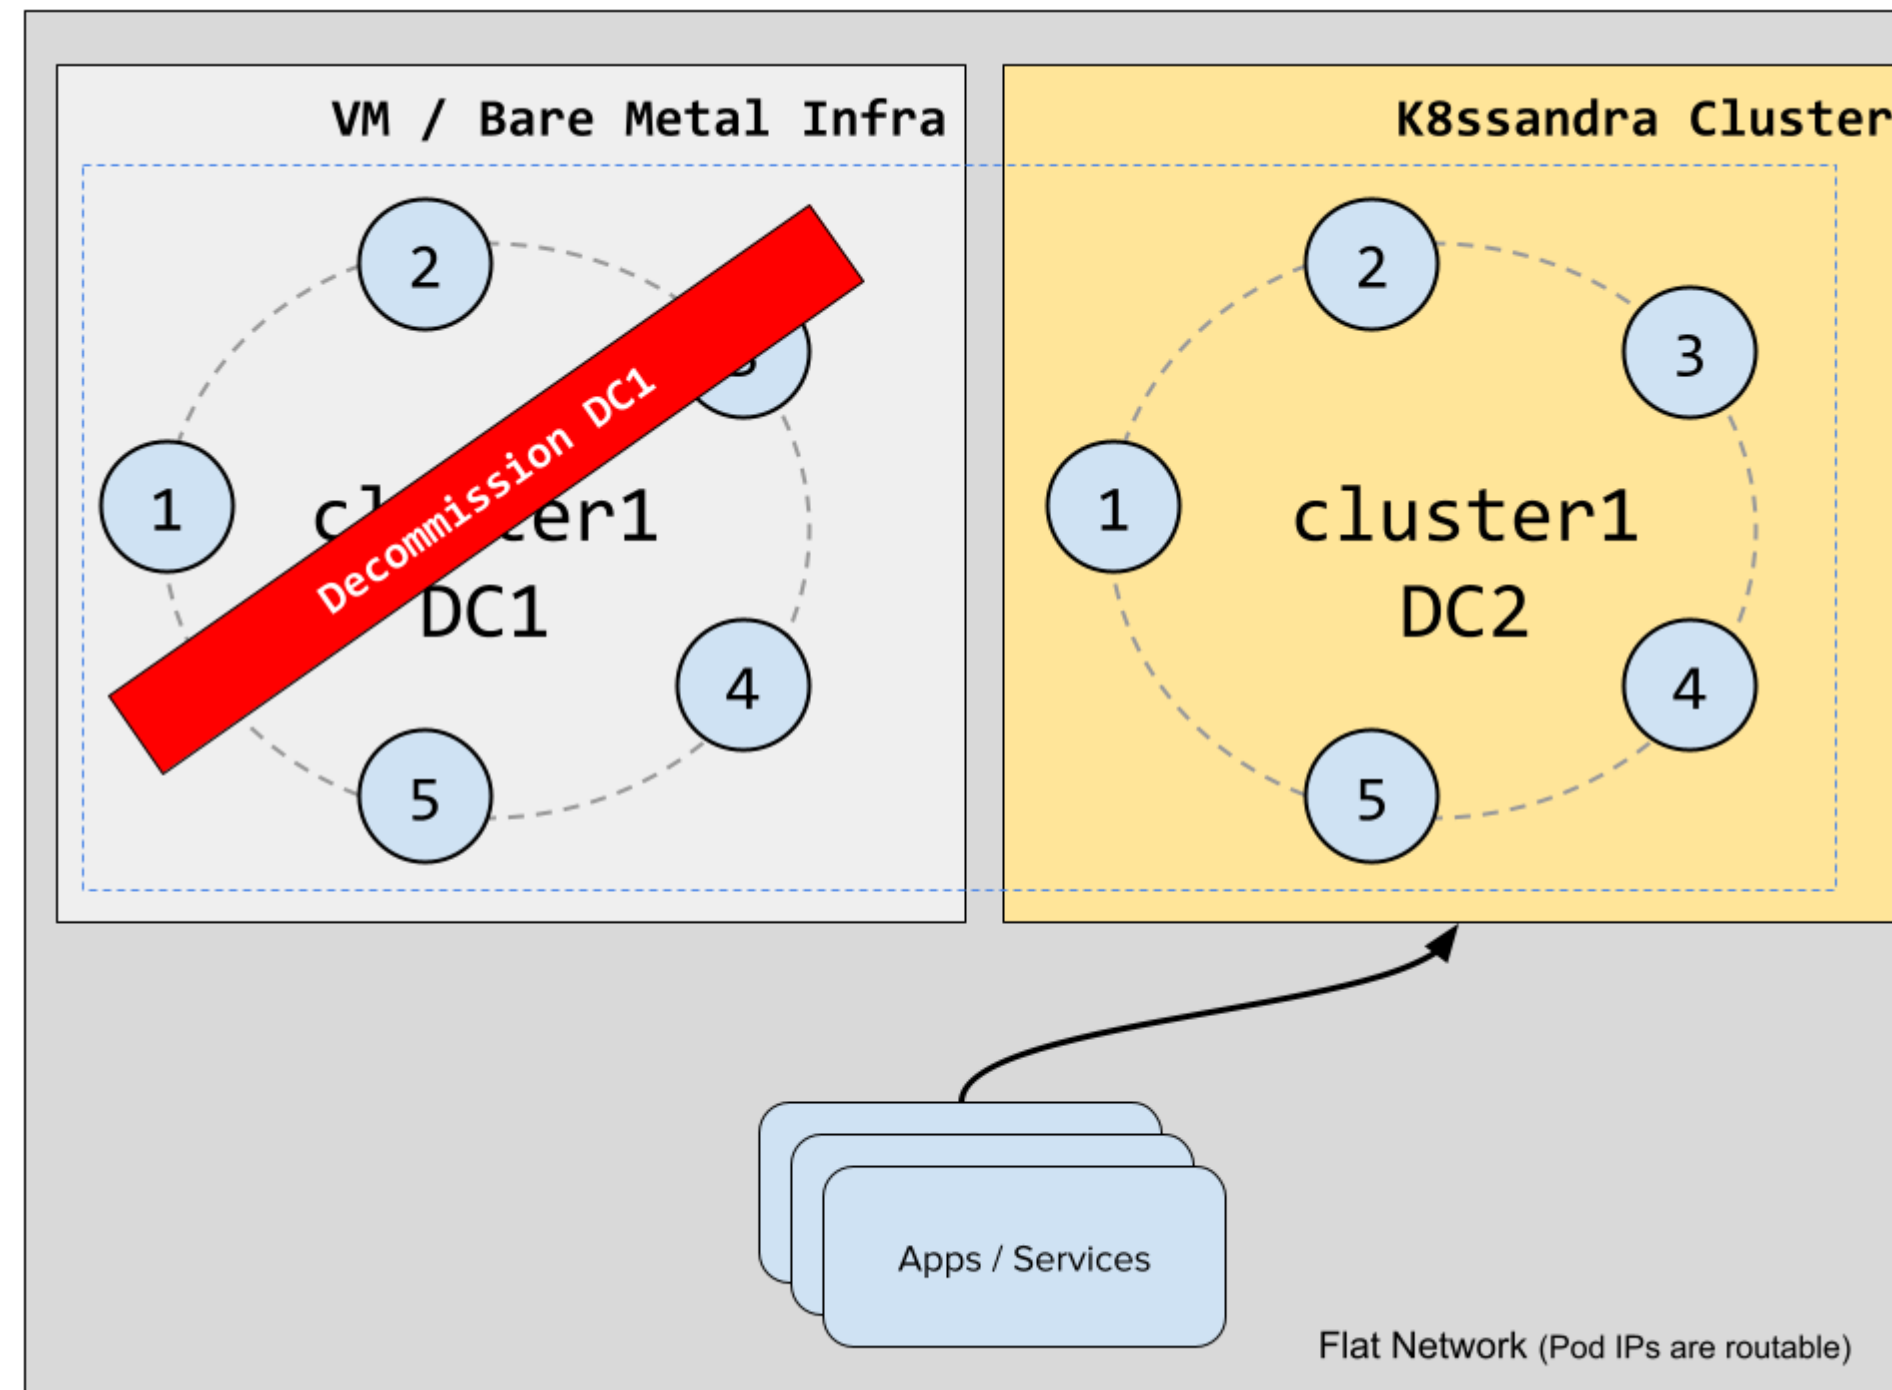 VM / Bare Metal Infra
2
1
Decommission DC1
DC1
4
5
K8ssandra Cluster
2
3
1
cluster1
DC2
4
5
Apps / Services
Flat Network (Pod IPs are routable)